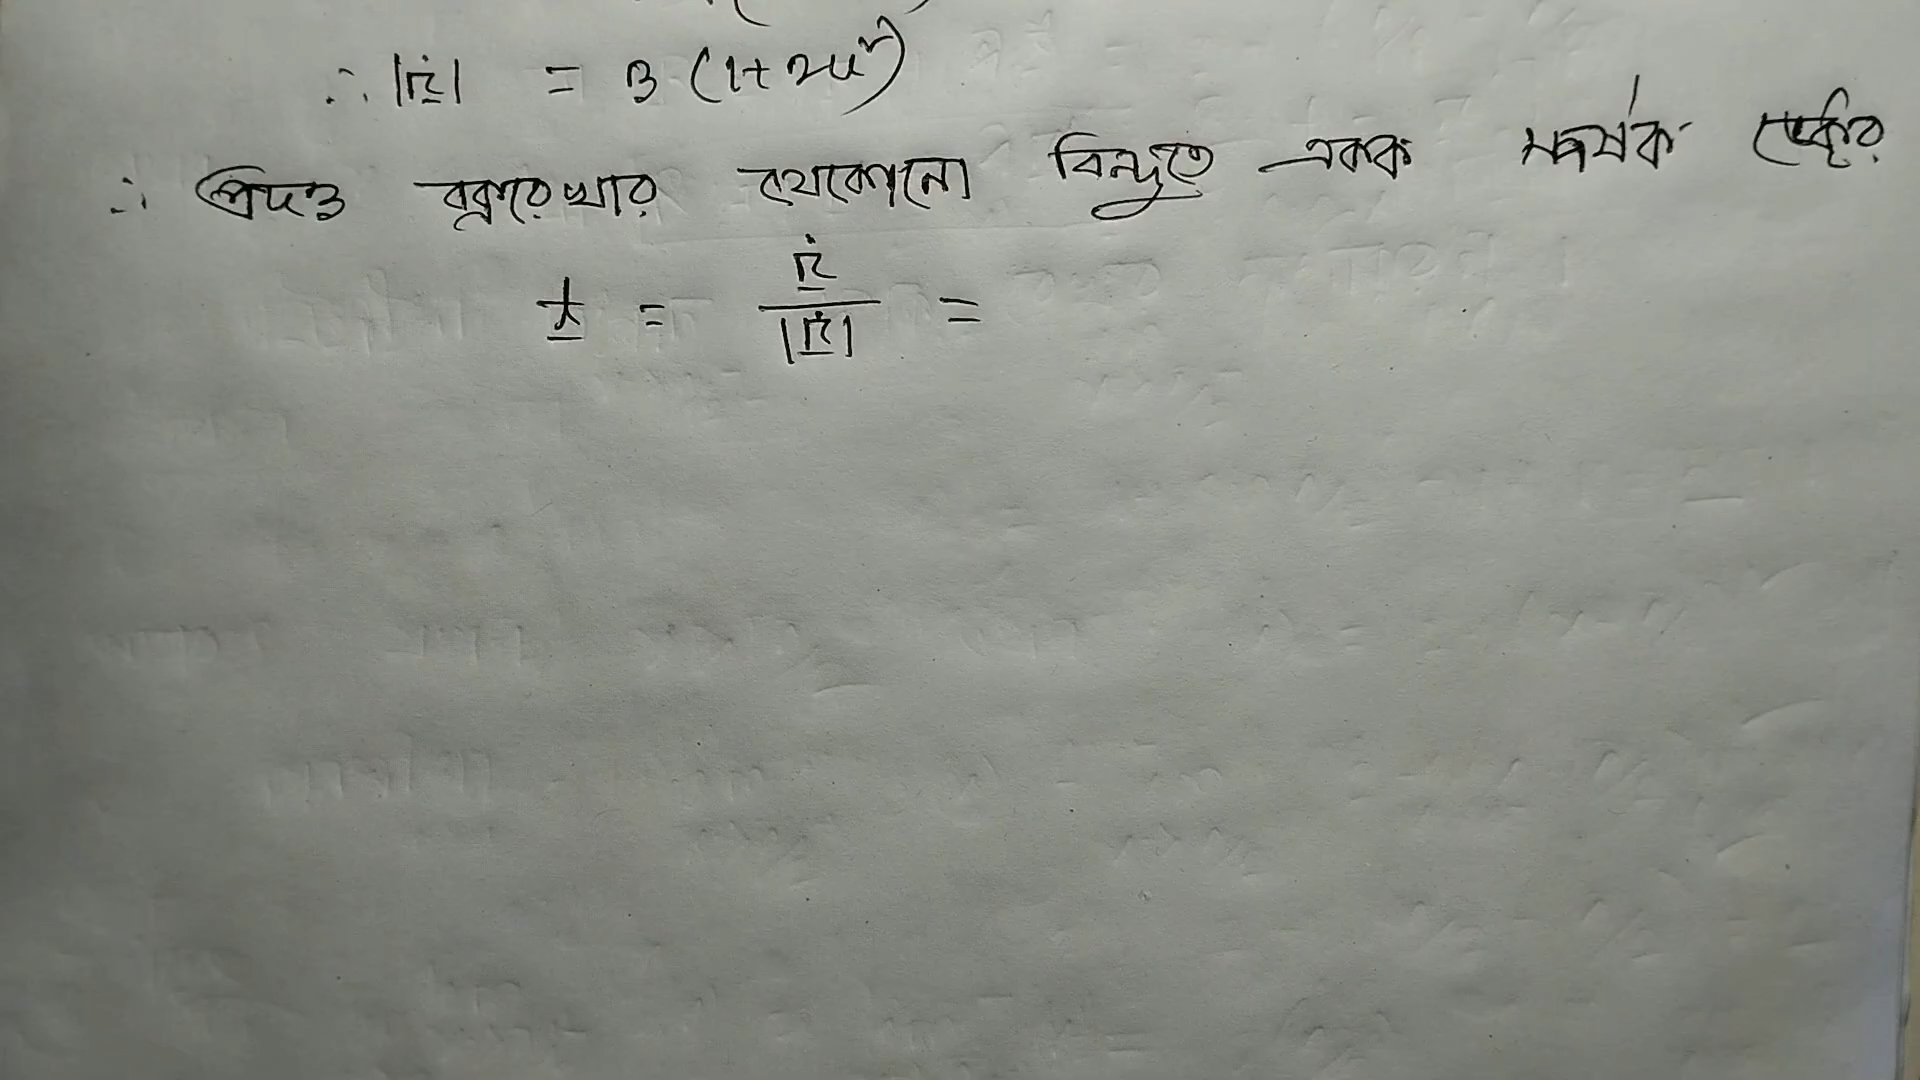 ∴ |ṙ| = 3 (1+2u²)
∴ প্রদত্ত বক্ররেখার যেকোনো বিন্দুতে একক স্পর্শক ভেক্টর
t = ṙ / |ṙ| =